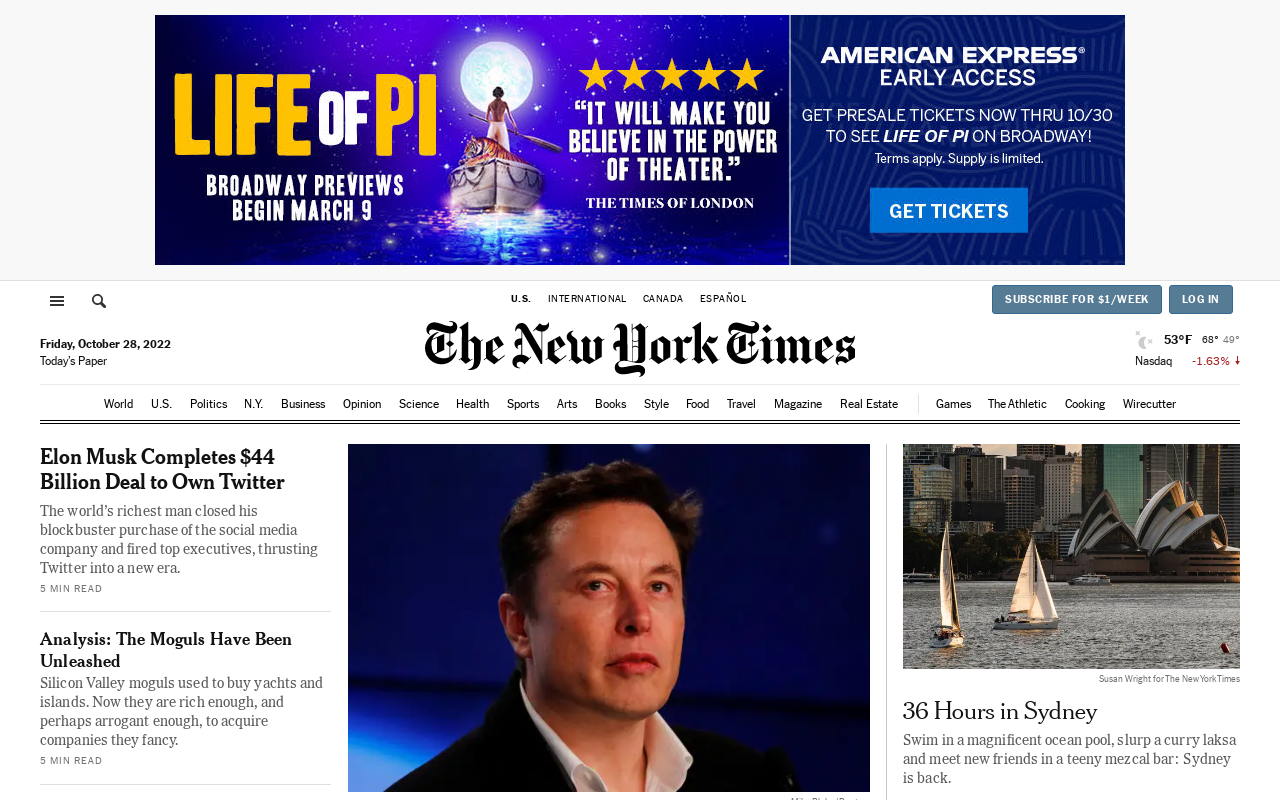 LIFE OF PI
BROADWAY PREVIEWS
BEGIN MARCH 9
“IT WILL MAKE YOU
BELIEVE IN THE POWER
OF THEATER.”
THE TIMES OF LONDON
AMERICAN EXPRESS®
EARLY ACCESS
GET PRESALE TICKETS NOW THRU 10/30
TO SEE LIFE OF PI ON BROADWAY!
Terms apply. Supply is limited.
GET TICKETS
U.S. INTERNATIONAL CANADA ESPAÑOL
SUBSCRIBE FOR $1/WEEK LOG IN
Friday, October 28, 2022
Today's Paper
The New York Times
53°F 68° 49°
Nasdaq -1.63%
World U.S. Politics N.Y. Business Opinion Science Health Sports Arts Books Style Food Travel Magazine Real Estate Games The Athletic Cooking Wirecutter
Elon Musk Completes $44
Billion Deal to Own Twitter
The world’s richest man closed his
blockbuster purchase of the social media
company and fired top executives, thrusting
Twitter into a new era.
5 MIN READ
Analysis: The Moguls Have Been
Unleashed
Silicon Valley moguls used to buy yachts and
islands. Now they are rich enough, and
perhaps arrogant enough, to acquire
companies they fancy.
5 MIN READ
Susan Wright for The New York Times
36 Hours in Sydney
Swim in a magnificent ocean pool, slurp a curry laksa
and meet new friends in a teeny mezcal bar: Sydney
is back.